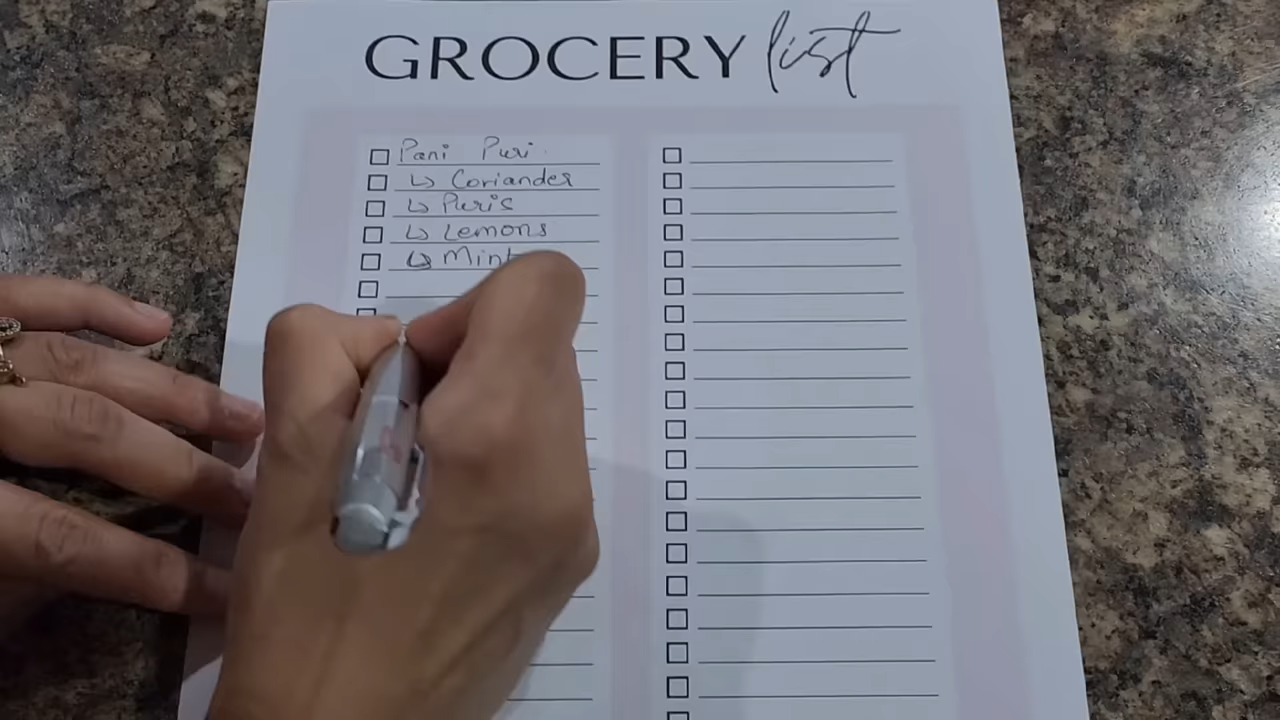 GROCERY list
Pani Puri
↳ Coriander
↳ Puris
↳ Lemons
↳ Mint